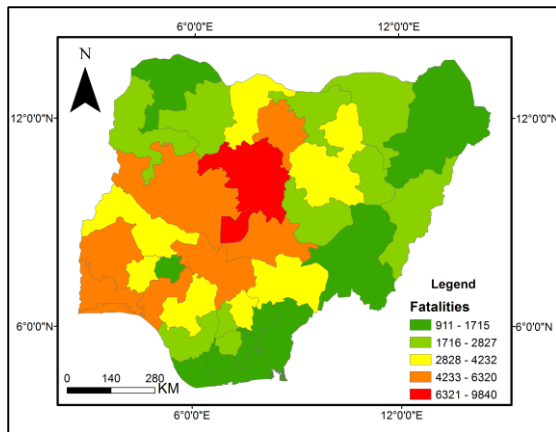 6°0'0"E 12°0'0"E
N
12°0'0"N 12°0'0"N
6°0'0"N 6°0'0"N
Legend
Fatalities
911 - 1715
1716 - 2827
2828 - 4232
4233 - 6320
6321 - 9840
0 140 280
KM
6°0'0"E 12°0'0"E